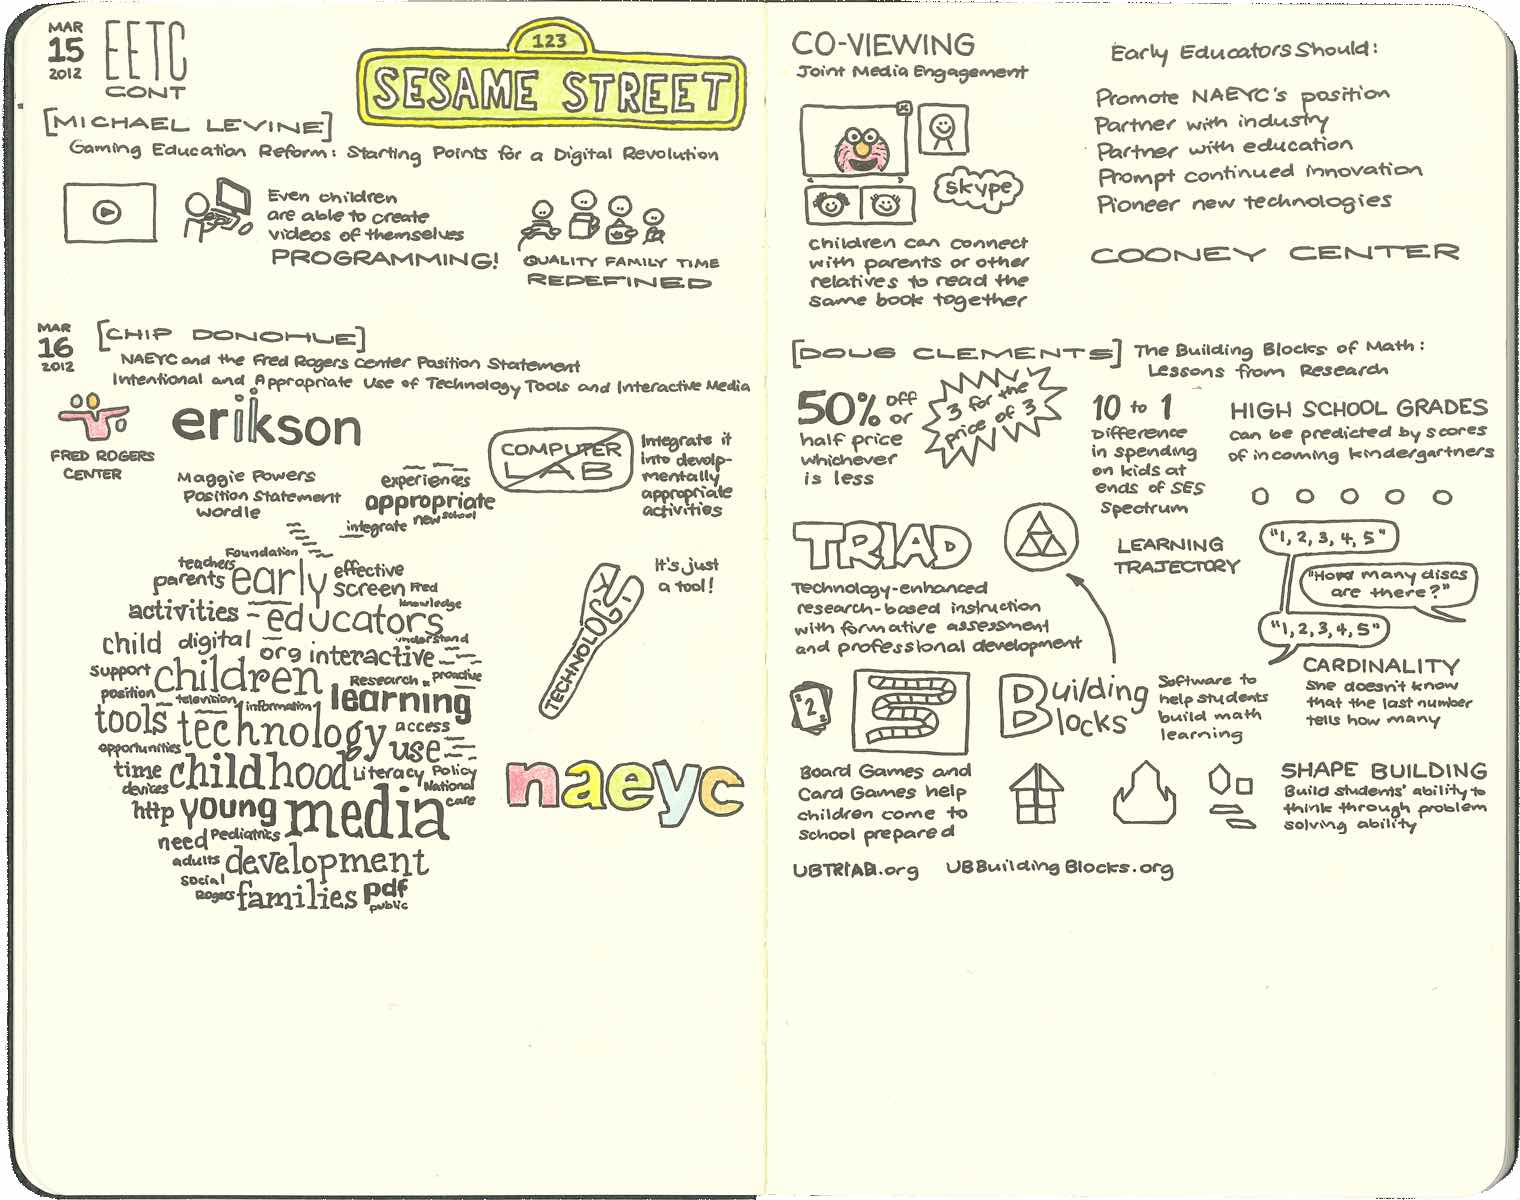 MAR
15
2012
EETC
CONT
123
SESAME STREET
[MICHAEL LEVINE]
Gaming Education Reform: Starting Points for a Digital Revolution
Even children
are able to create
videos of themselves
PROGRAMMING!
QUALITY FAMILY TIME
REDEFINED
MAR
16
2012
[CHIP DONOHUE]
NAEYC and the Fred Rogers Center Position Statement
Intentional and Appropriate Use of Technology Tools and Interactive Media
FRED ROGERS
CENTER
erikson
Maggie Powers
Position Statement
Wordle
COMPUTER
LAB
Integrate it
into devolp-
mentally
appropriate
activities
experiences
appropriate
integrate new school
Foundation
teachers
parents early effective
screen Fred
activities educators knowledge
child digital understand
org interactive
support children Research proactive
position television information learning
tools technology access
opportunities use
time childhood Literacy Policy
devices National
http young media care
need Pediatrics
adults development
social
Rogers families pdf
public
It's just
a tool!
TECHNOLOGY
naeyc
CO-VIEWING
Joint Media Engagement
skype
children can connect
with parents or other
relatives to read the
same book together
Early Educators Should:
Promote NAEYC's position
Partner with industry
Partner with education
Prompt continued innovation
Pioneer new technologies
COONEY CENTER
[DOUG CLEMENTS] The Building Blocks of Math:
Lessons from Research
50% off
or
half price
whichever
is less
3 for the
price of 3
10 to 1
Difference
in spending
on kids at
ends of SES
Spectrum
HIGH SCHOOL GRADES
can be predicted by scores
of incoming kindergartners
TRIAD
Technology-enhanced
research-based instruction
with formative assessment
and professional development
LEARNING
TRAJECTORY
"1, 2, 3, 4, 5"
"How many discs
are there?"
"1, 2, 3, 4, 5"
CARDINALITY
She doesn't know
that the last number
tells how many
2
Building
Blocks
Software to
help students
build math
learning
Board Games and
Card Games help
children come to
school prepared
SHAPE BUILDING
Build students' ability to
think through problem
solving ability
UBTRIAD.org UBBuildingBlocks.org